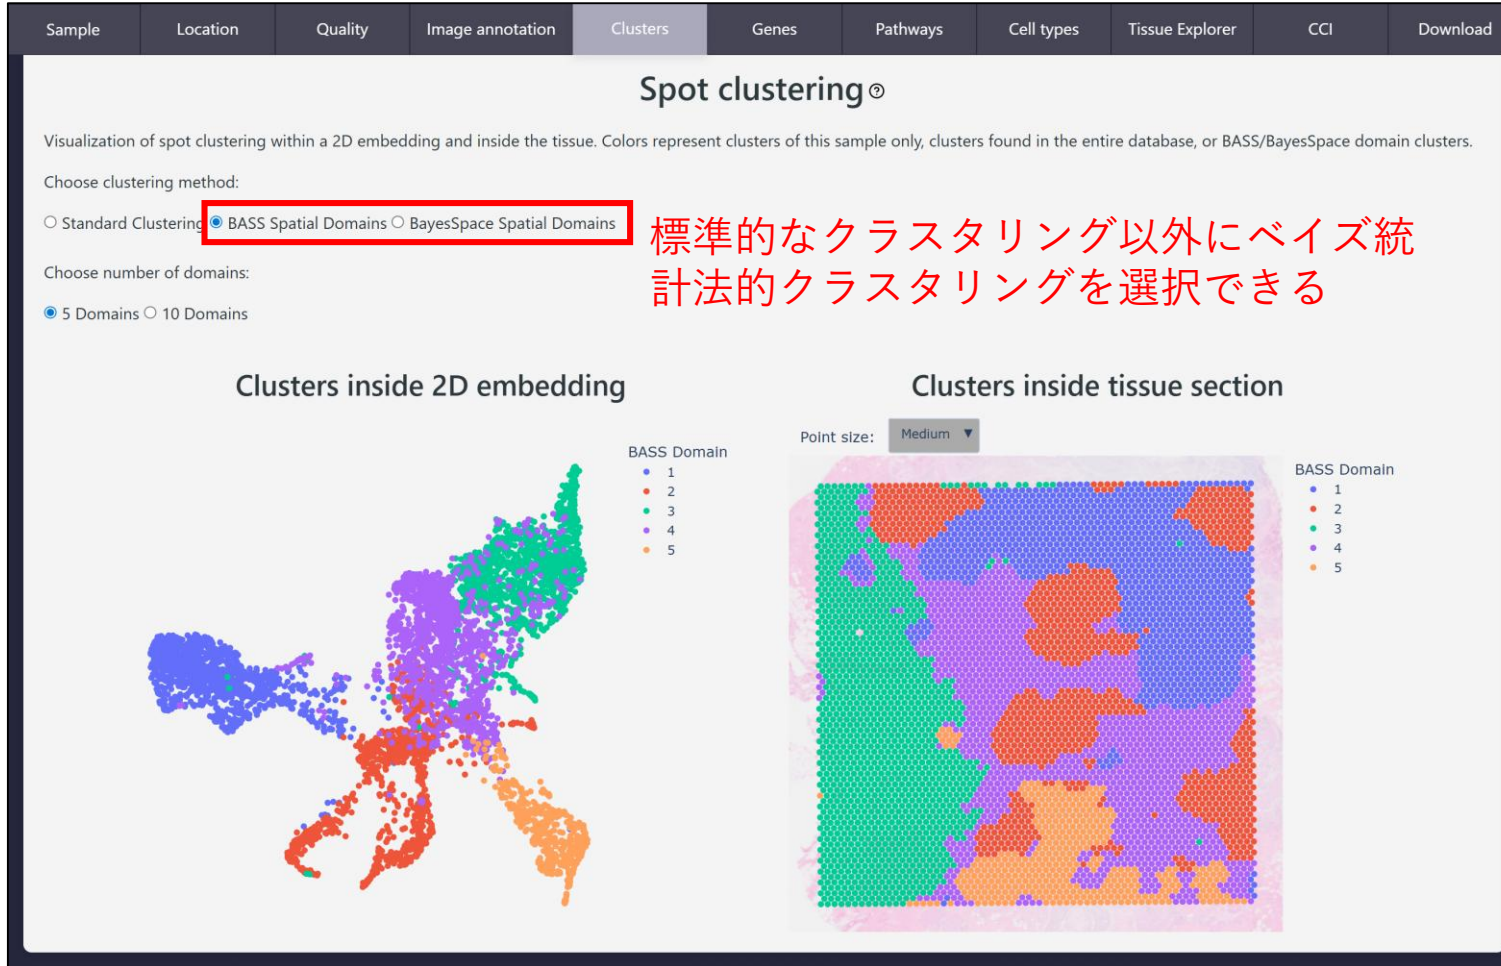 Sample Location Quality Image annotation Clusters Genes Pathways Cell types Tissue Explorer CCI Download
Spot clustering
Visualization of spot clustering within a 2D embedding and inside the tissue. Colors represent clusters of this sample only, clusters found in the entire database, or BASS/BayesSpace domain clusters.
Choose clustering method:
Standard Clustering BASS Spatial Domains BayesSpace Spatial Domains
標準的なクラスタリング以外にベイズ統
計法的クラスタリングを選択できる
Choose number of domains:
5 Domains 10 Domains
Clusters inside 2D embedding
BASS Domain
1
2
3
4
5
Clusters inside tissue section
Point size: Medium ▼
BASS Domain
1
2
3
4
5